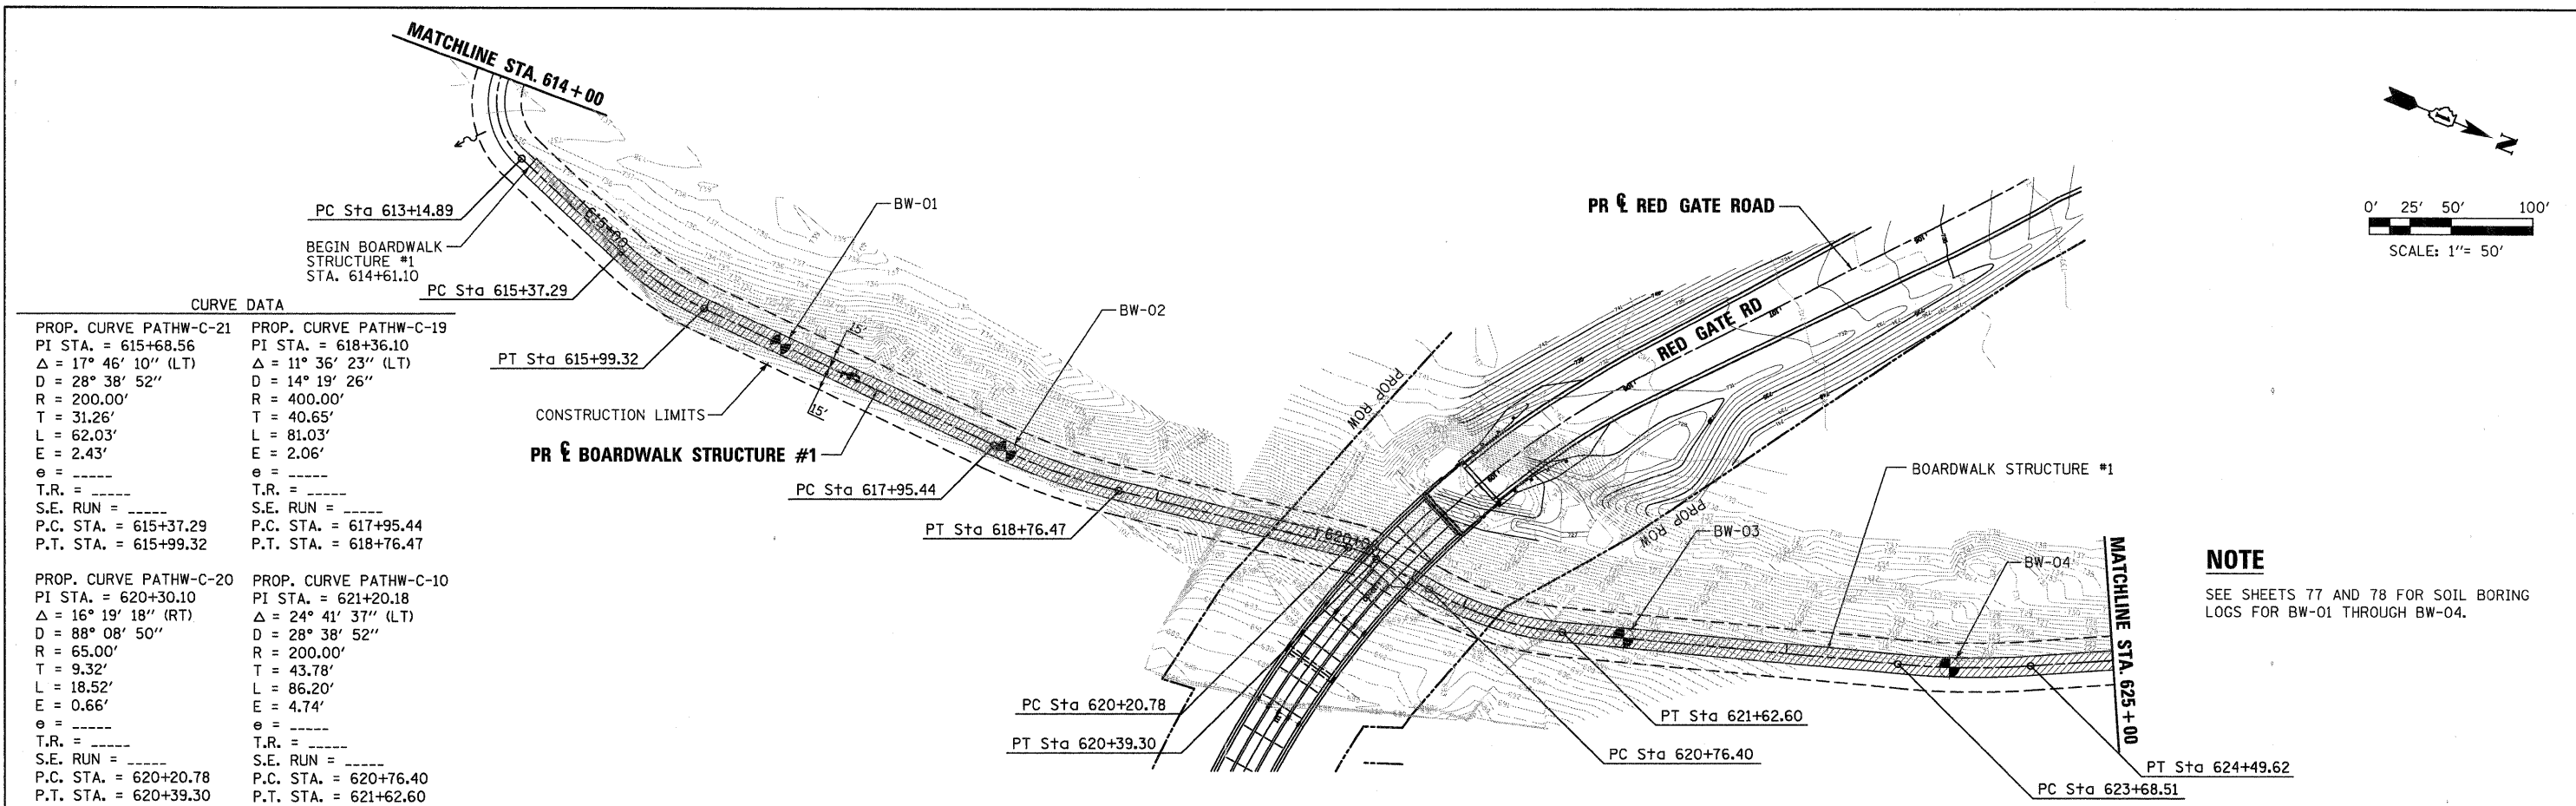 MATCHLINE STA. 614+00
PC Sta 613+14.89
BEGIN BOARDWALK
STRUCTURE #1
STA. 614+61.10
PC Sta 615+37.29
615+00
BW-01
15'
15'
BW-02
PT Sta 615+99.32
CONSTRUCTION LIMITS
PR ℄ BOARDWALK STRUCTURE #1
PC Sta 617+95.44
PT Sta 618+76.47
PROP ROW
PR ℄ RED GATE ROAD
RED GATE RD
PROP ROW
BW-03
BOARDWALK STRUCTURE #1
BW-04
MATCHLINE STA. 625+00
PC Sta 620+20.78
PT Sta 620+39.30
PT Sta 621+62.60
PC Sta 620+76.40
PT Sta 624+49.62
PC Sta 623+68.51
N
0' 25' 50' 100'
SCALE: 1"= 50'
NOTE
SEE SHEETS 77 AND 78 FOR SOIL BORING
LOGS FOR BW-01 THROUGH BW-04.
CURVE DATA
PROP. CURVE PATHW-C-21
PI STA. = 615+68.56
Δ = 17° 46' 10" (LT)
D = 28° 38' 52"
R = 200.00'
T = 31.26'
L = 62.03'
E = 2.43'
e = _____
T.R. = _____
S.E. RUN = _____
P.C. STA. = 615+37.29
P.T. STA. = 615+99.32
PROP. CURVE PATHW-C-19
PI STA. = 618+36.10
Δ = 11° 36' 23" (LT)
D = 14° 19' 26"
R = 400.00'
T = 40.65'
L = 81.03'
E = 2.06'
e = _____
T.R. = _____
S.E. RUN = _____
P.C. STA. = 617+95.44
P.T. STA. = 618+76.47
PROP. CURVE PATHW-C-20
PI STA. = 620+30.10
Δ = 16° 19' 18" (RT)
D = 88° 08' 50"
R = 65.00'
T = 9.32'
L = 18.52'
E = 0.66'
e = _____
T.R. = _____
S.E. RUN = _____
P.C. STA. = 620+20.78
P.T. STA. = 620+39.30
PROP. CURVE PATHW-C-10
PI STA. = 621+20.18
Δ = 24° 41' 37" (LT)
D = 28° 38' 52"
R = 200.00'
T = 43.78'
L = 86.20'
E = 4.74'
e = _____
T.R. = _____
S.E. RUN = _____
P.C. STA. = 620+76.40
P.T. STA. = 621+62.60